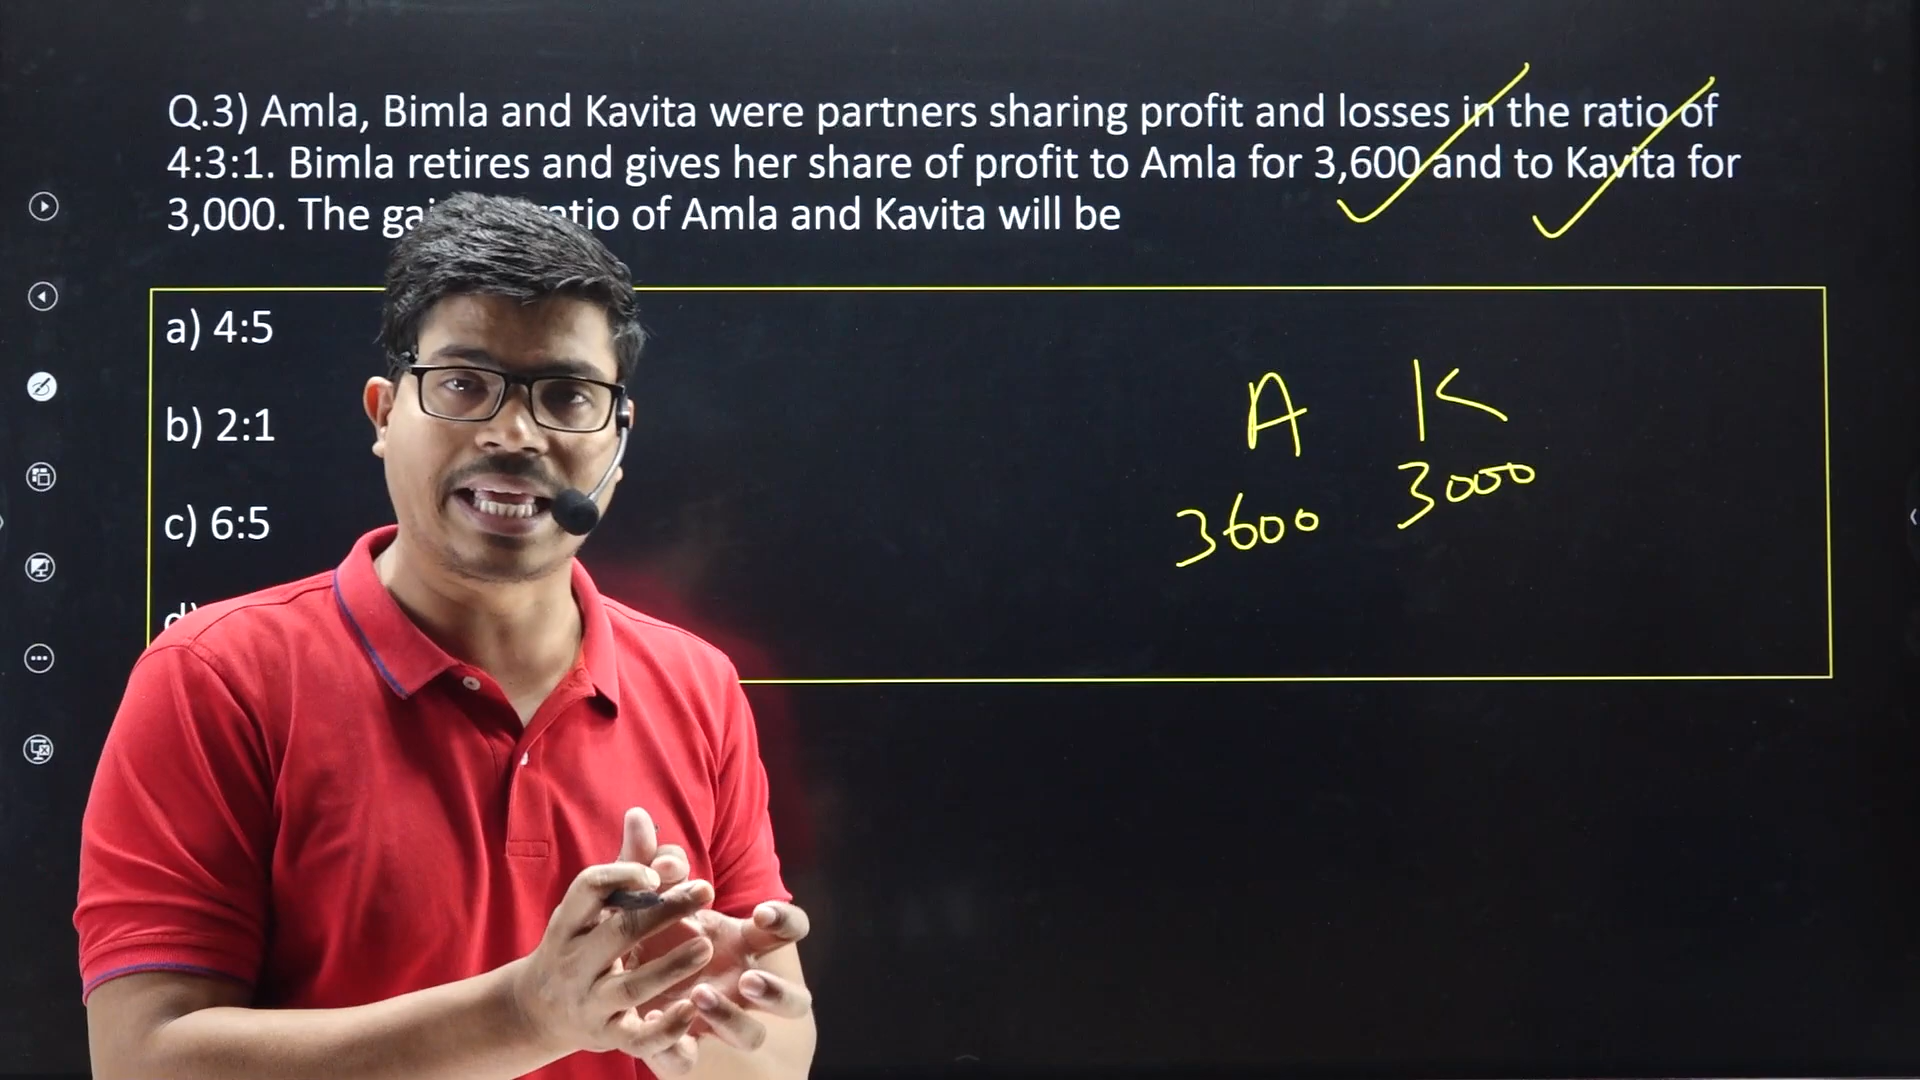 Q.3) Amla, Bimla and Kavita were partners sharing profit and losses in the ratio of
4:3:1. Bimla retires and gives her share of profit to Amla for 3,600 and to Kavita for
3,000. The of Amla and Kavita will be
a) 4:5
b) 2:1
c) 6:5
d)
A K
3600 3000